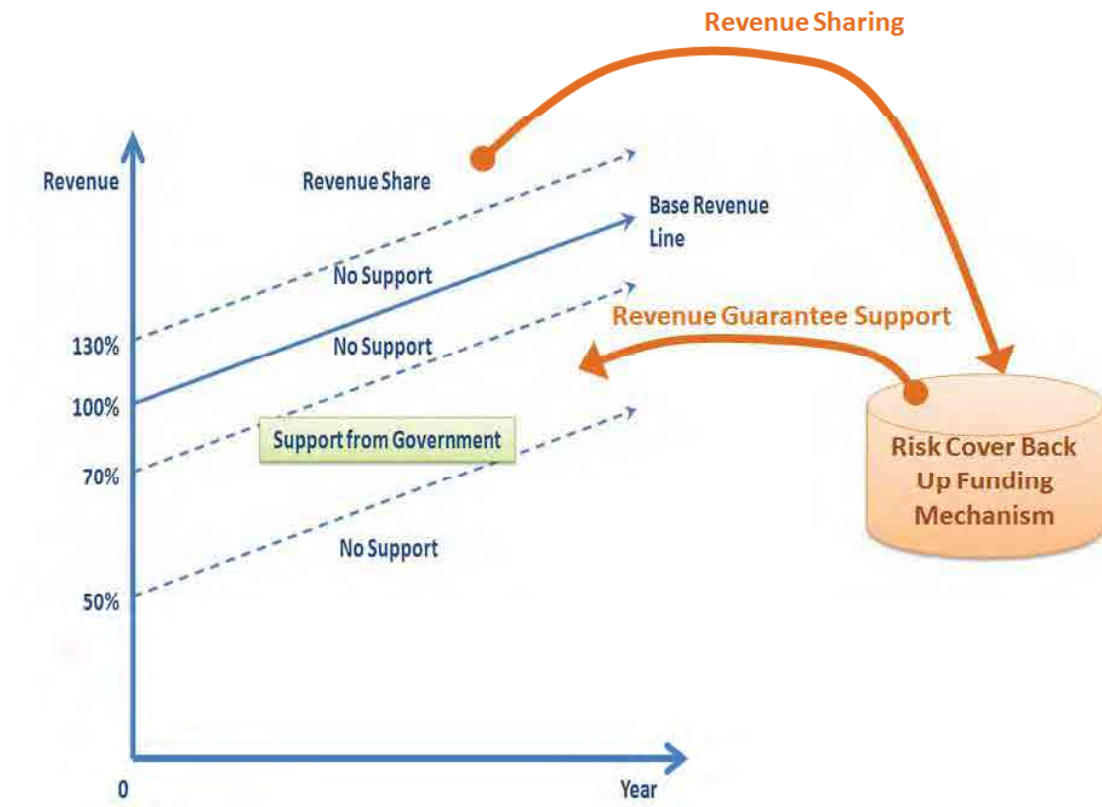 Revenue Sharing
Revenue
Revenue Share
Base Revenue
Line
No Support
Revenue Guarantee Support
130%
No Support
100%
Support from Government
70%
Risk Cover Back
Up Funding
Mechanism
No Support
50%
0
Year